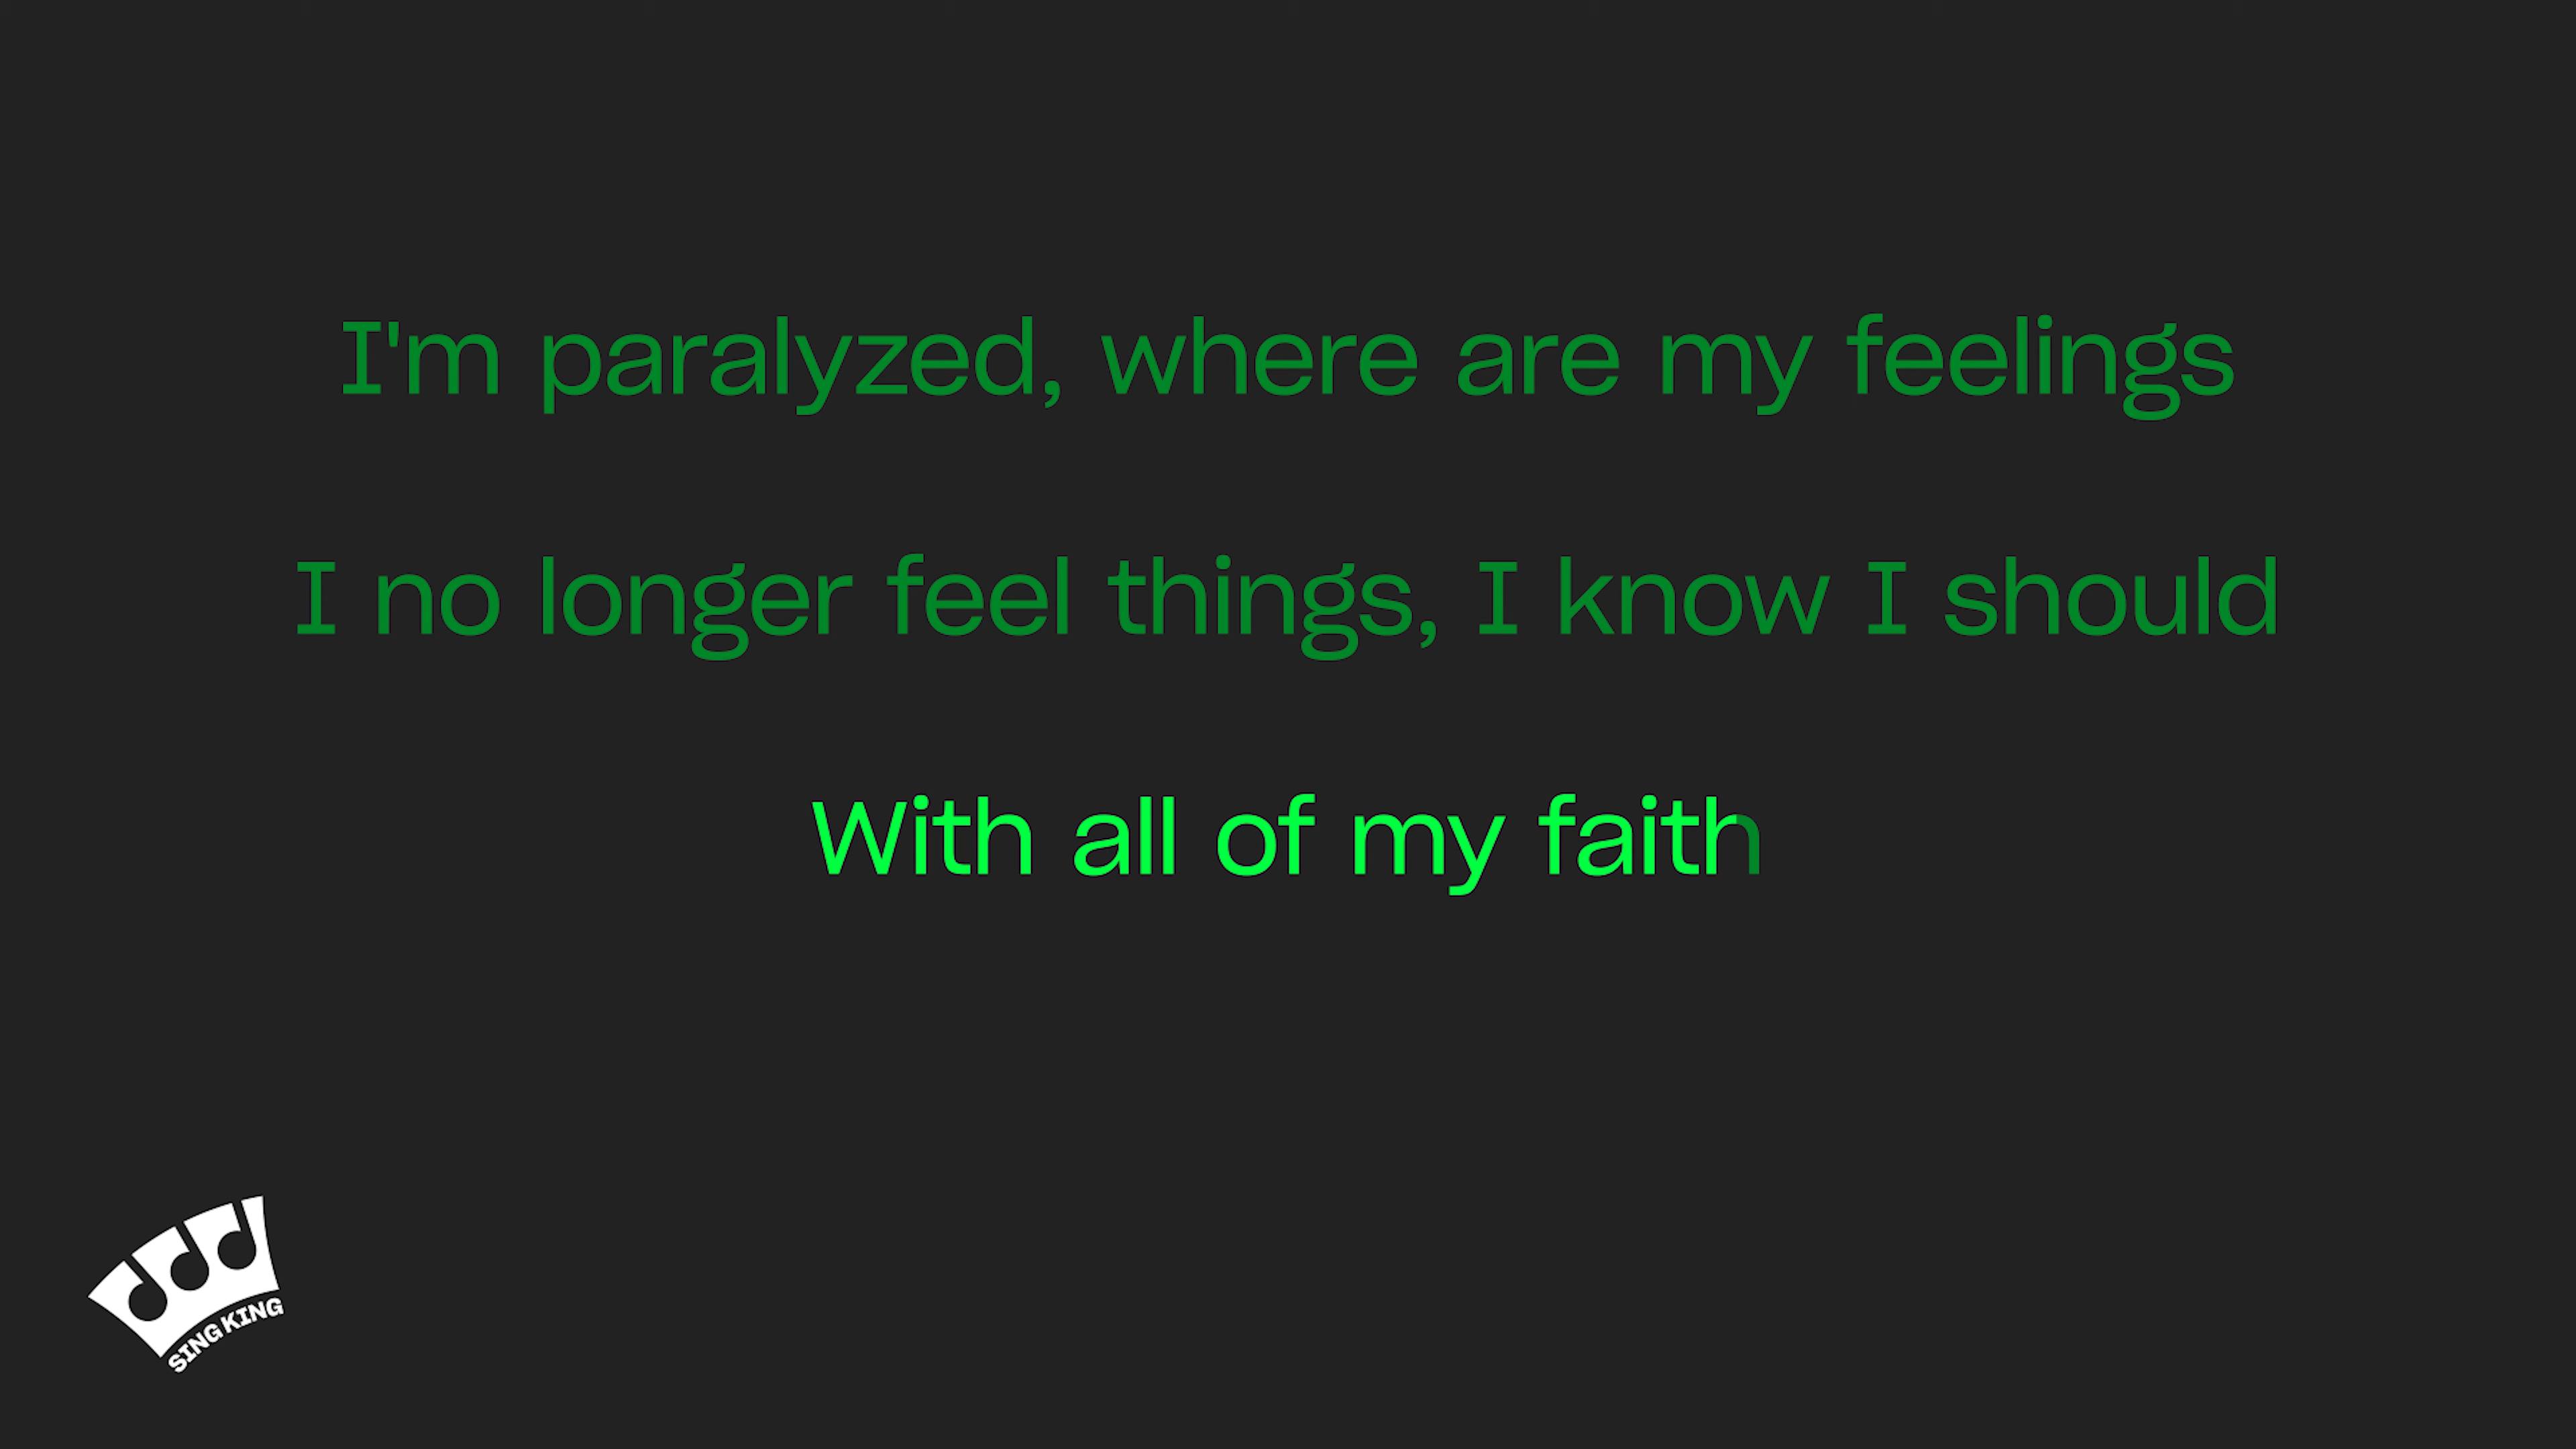 I'm paralyzed, where are my feelings
I no longer feel things, I know I should
With all of my faith
SING KING